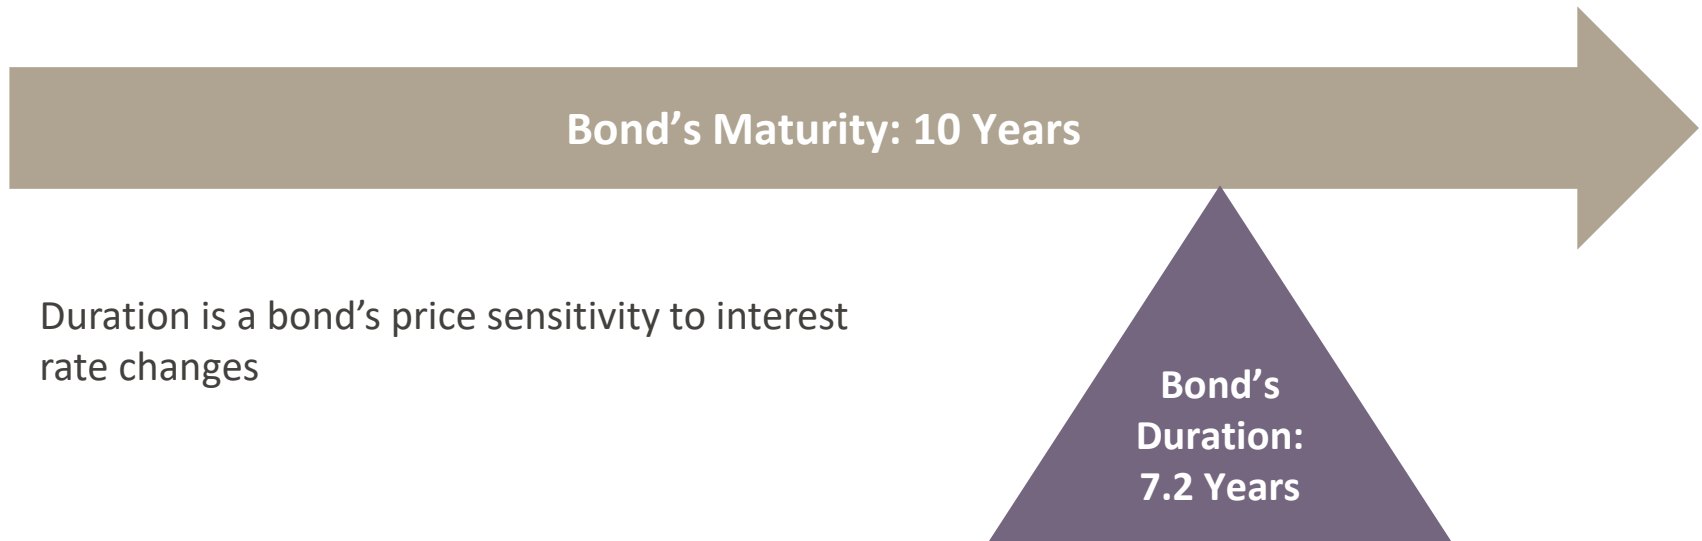 Bond’s Maturity: 10 Years
Duration is a bond’s price sensitivity to interest
rate changes
Bond’s
Duration:
7.2 Years